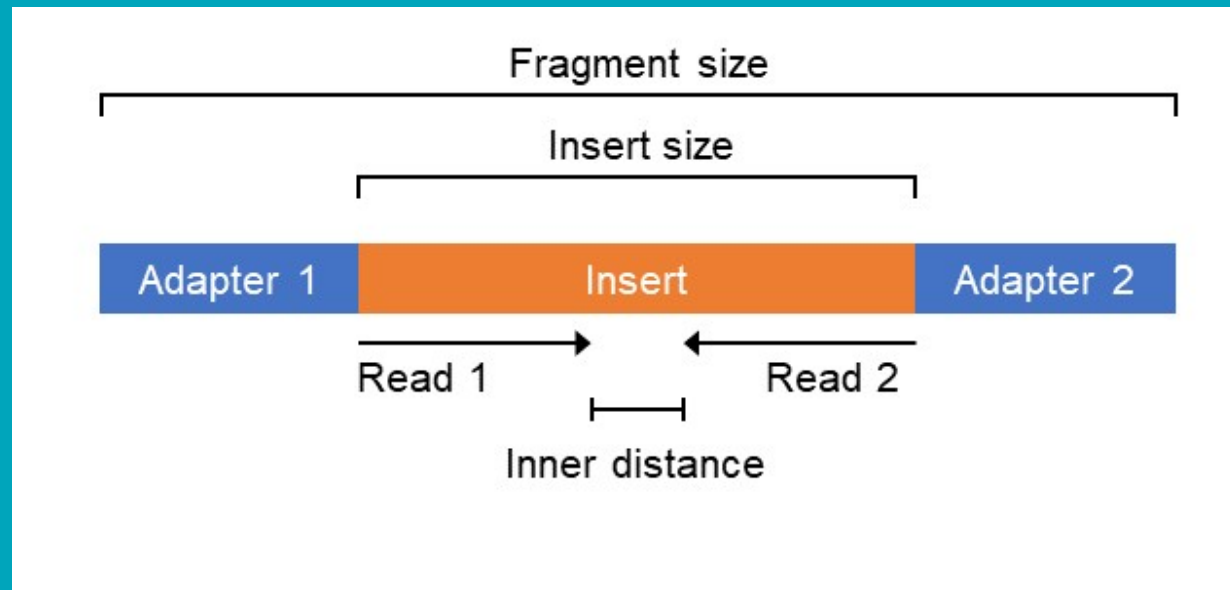 Fragment size
Insert size
Adapter 1 Insert Adapter 2
Read 1 Read 2
Inner distance